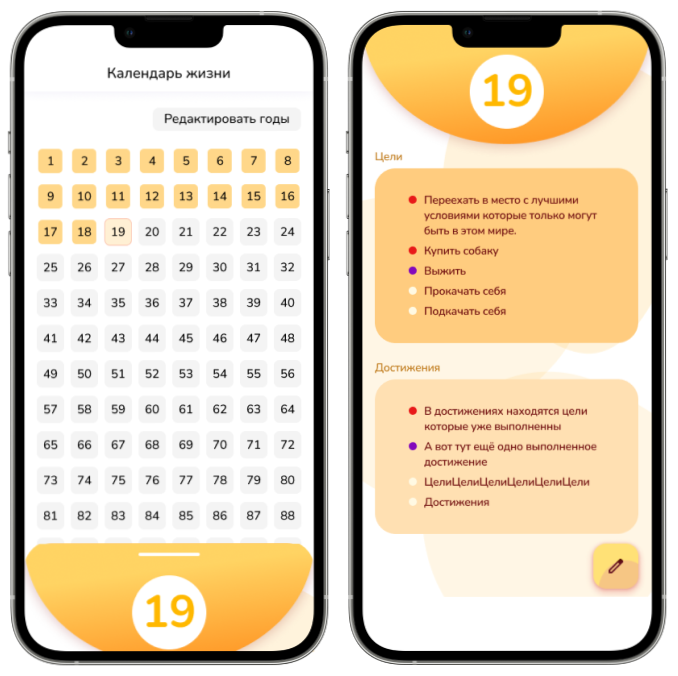 Календарь жизни
Редактировать годы
1 2 3 4 5 6 7 8
9 10 11 12 13 14 15 16
17 18 19 20 21 22 23 24
25 26 27 28 29 30 31 32
33 34 35 36 37 38 39 40
41 42 43 44 45 46 47 48
49 50 51 52 53 54 55 56
57 58 59 60 61 62 63 64
65 66 67 68 69 70 71 72
73 74 75 76 77 78 79 80
81 82 83 84 85 86 87 88
19
19
Цели
Переехать в место с лучшими
условиями которые только могут
быть в этом мире.
Купить собаку
Выжить
Прокачать себя
Подкачать себя
Достижения
В достижениях находятся цели
которые уже выполненны
А вот тут ещё одно выполненное
достижение
ЦелиЦелиЦелиЦелиЦелиЦели
Достижения